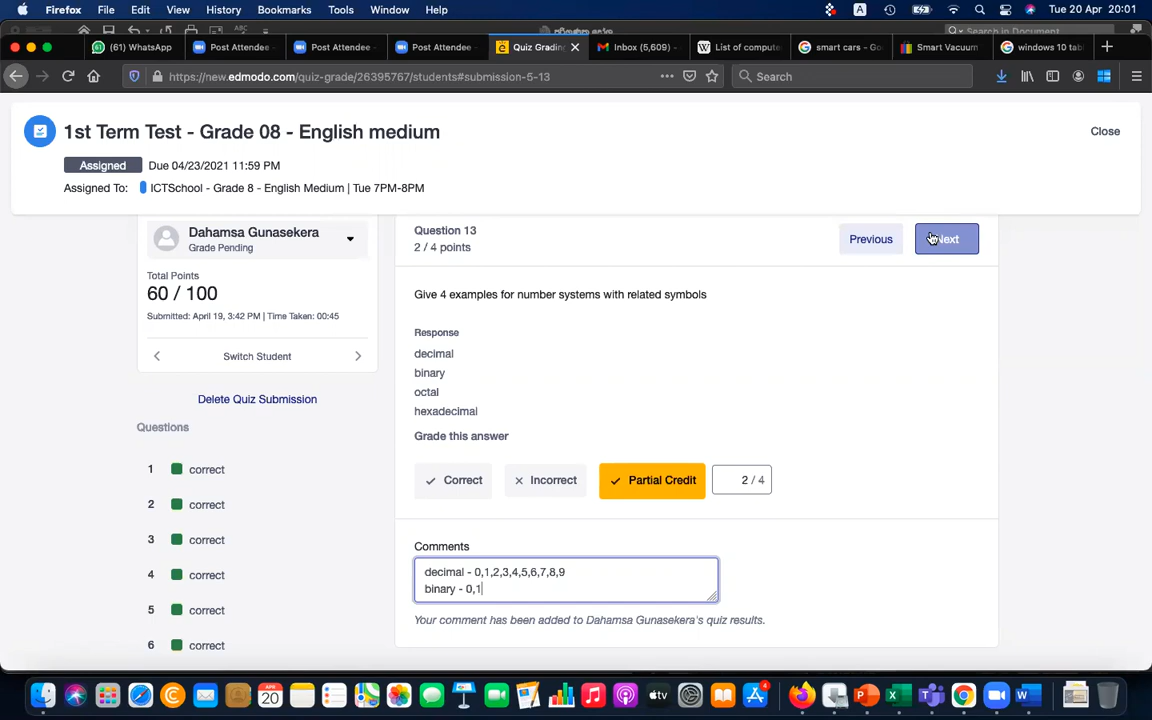 Firefox File Edit View History Bookmarks Tools Window Help A Tue 20 Apr 20:01
(61) WhatsApp Post Attendee Post Attendee Post Attendee Quiz Grading Inbox (5,609) W List of compute smart cars - Go Smart Vacuum windows 10 tab
https://new.edmodo.com/quiz-grade/26395767/students#submission-5-13 Search
1st Term Test - Grade 08 - English medium
Close
Assigned Due 04/23/2021 11:59 PM
Assigned To: ICTSchool - Grade 8 - English Medium | Tue 7PM-8PM
Dahamsa Gunasekera
Grade Pending
Total Points
60 / 100
Submitted: April 19, 3:42 PM | Time Taken: 00:45
Switch Student
Delete Quiz Submission
Questions
1 correct
2 correct
3 correct
4 correct
5 correct
6 correct
Question 13
2 / 4 points
Previous
Next
Give 4 examples for number systems with related symbols
Response
decimal
binary
octal
hexadecimal
Grade this answer
Correct Incorrect Partial Credit 2 / 4
Comments
decimal - 0,1,2,3,4,5,6,7,8,9
binary - 0,1
Your comment has been added to Dahamsa Gunasekera's quiz results.